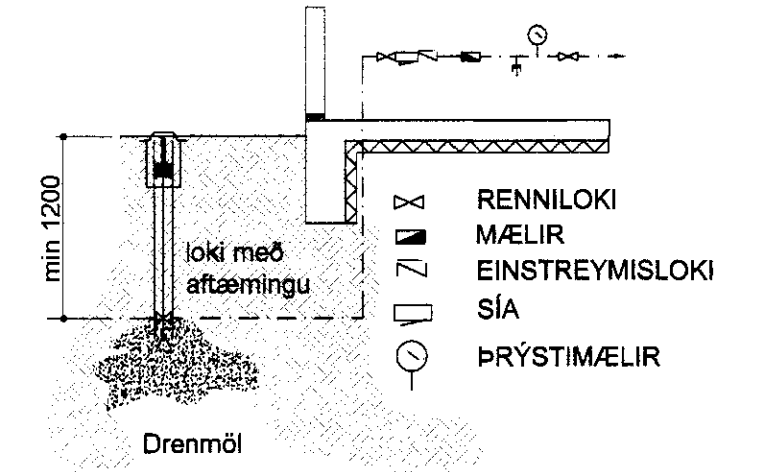 min 1200
loki með
aftæmingu
Drenmöl
RENNILOKI
MÆLIR
EINSTREYMISLOKI
SÍA
ÞRÝSTIMÆLIR